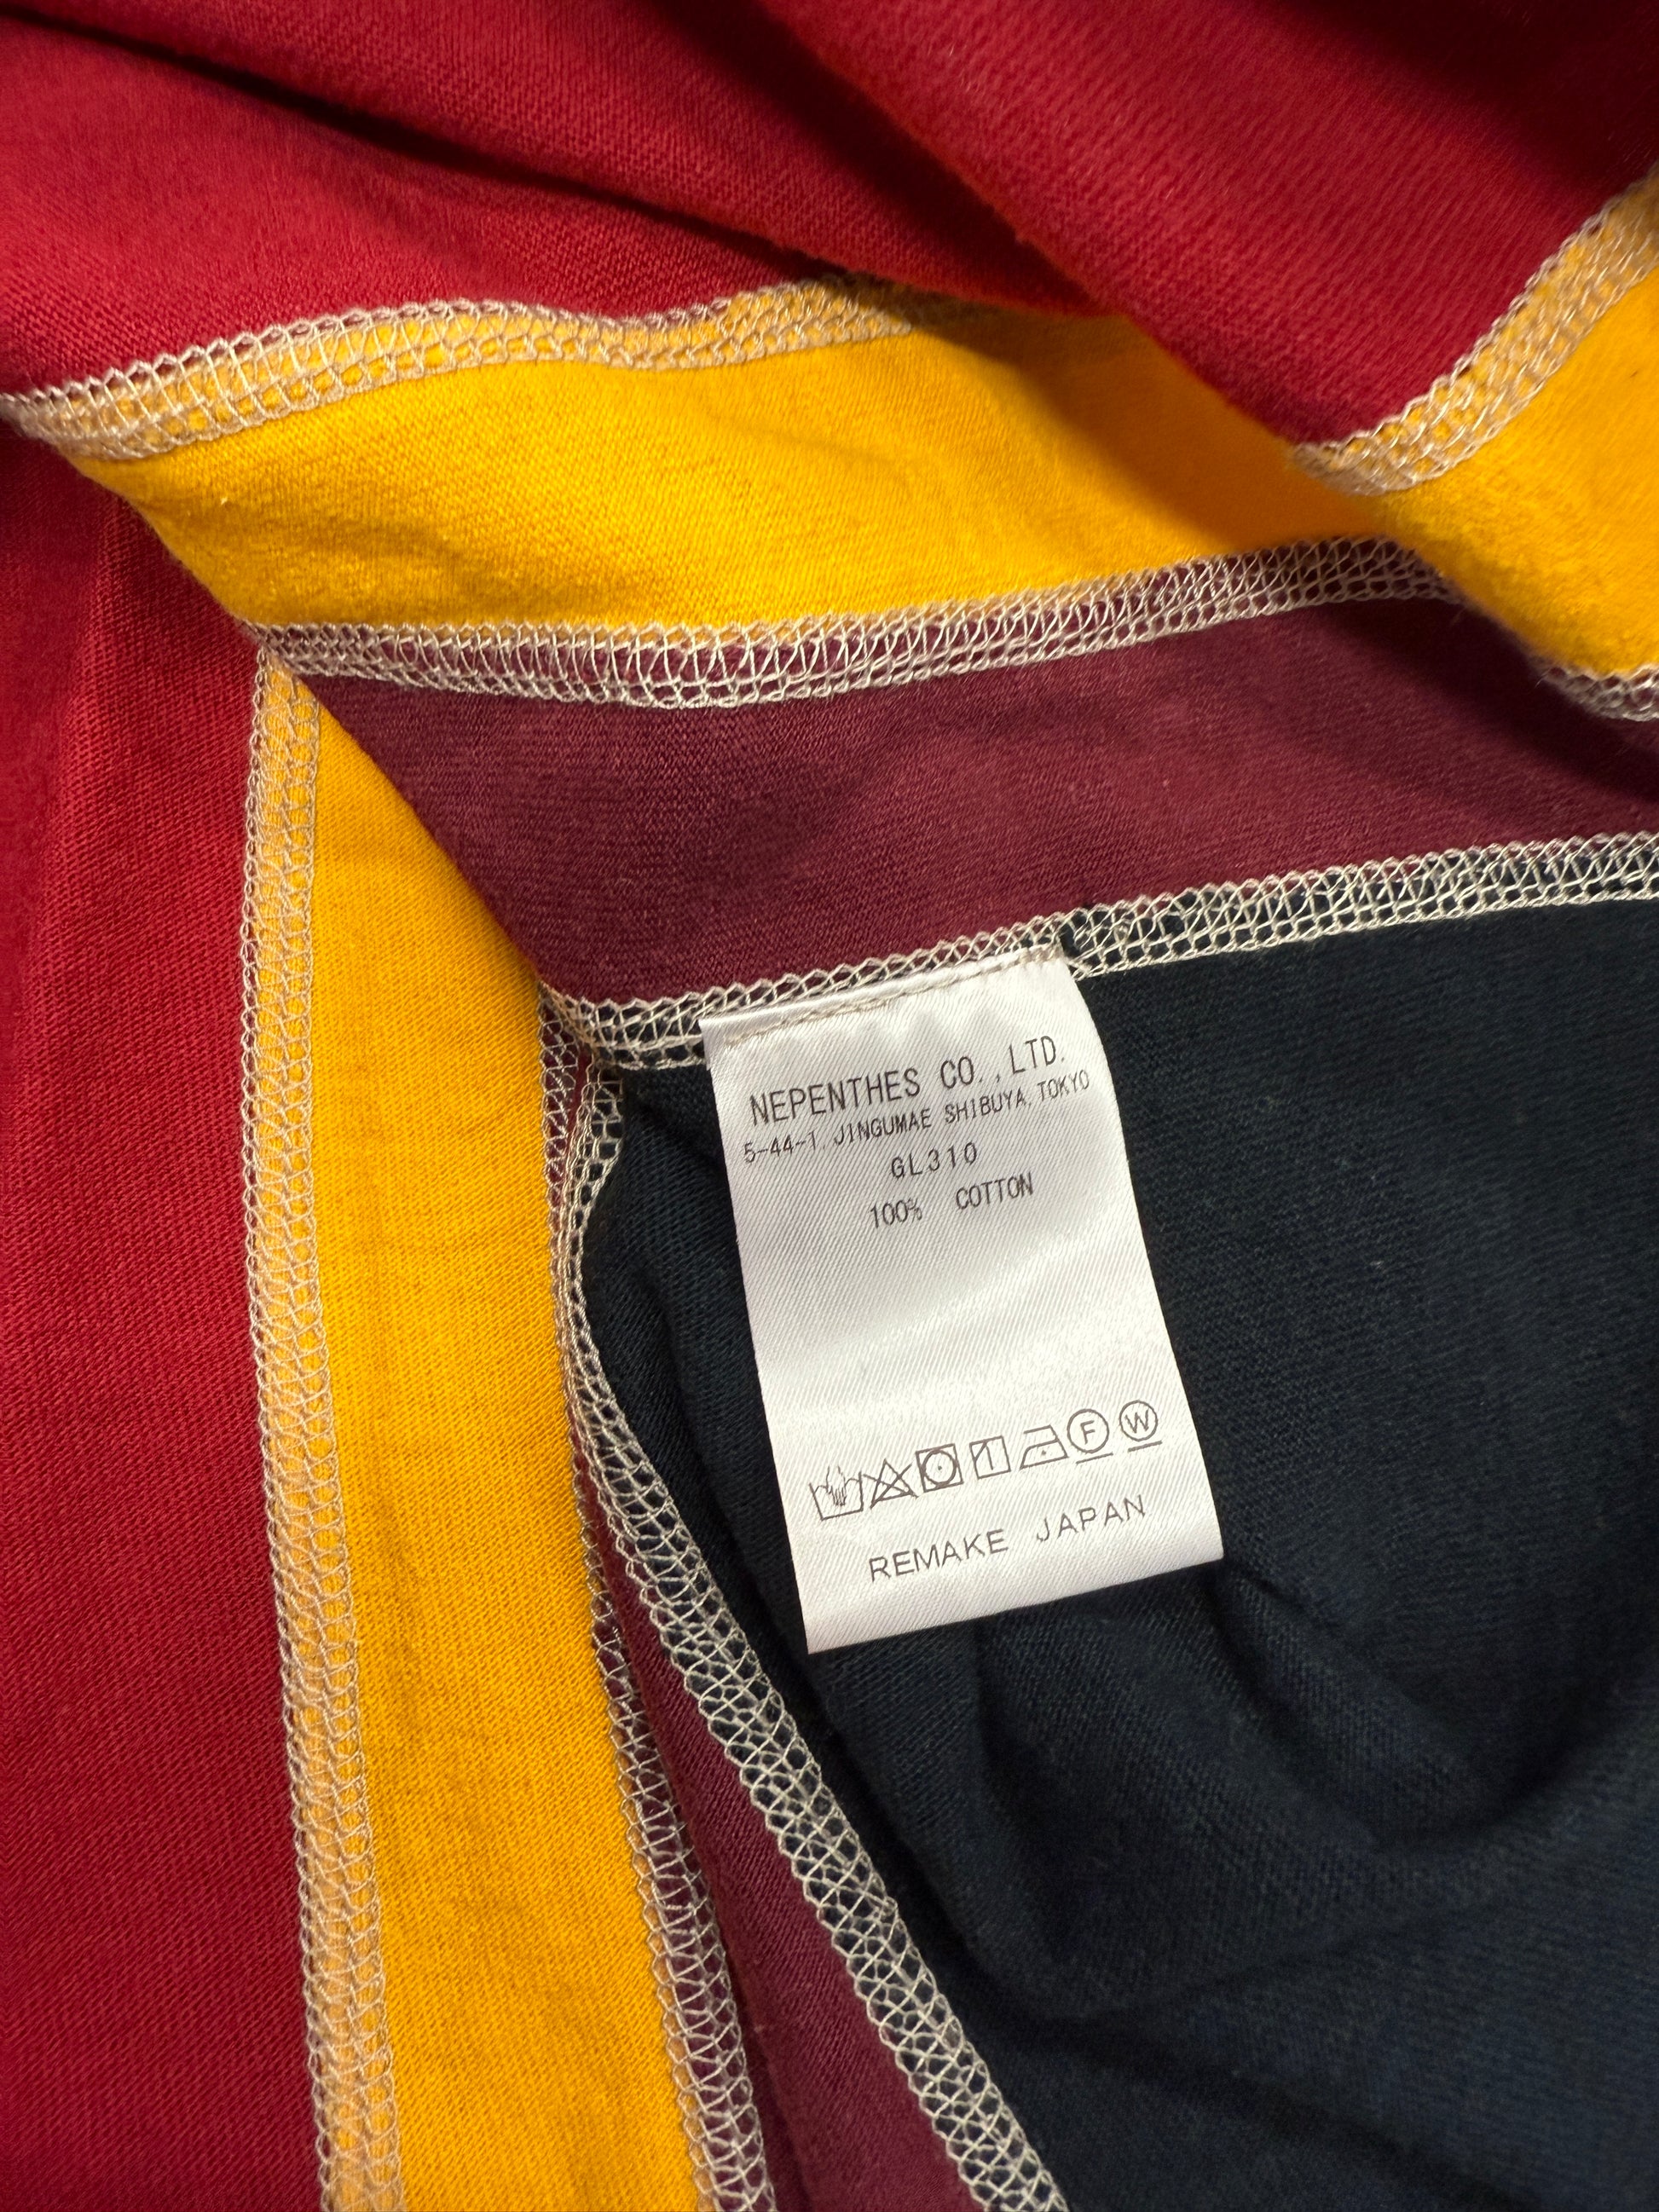 NEPENTHES CO.,LTD.
5-44-1, JINGUMAE SHIBUYA, TOKYO
GL310
100% COTTON
F W
REMAKE JAPAN